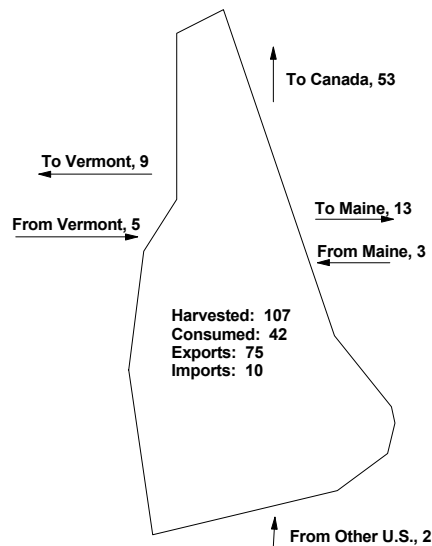 To Canada, 53
To Vermont, 9
To Maine, 13
From Vermont, 5
From Maine, 3
Harvested: 107
Consumed: 42
Exports: 75
Imports: 10
From Other U.S., 2